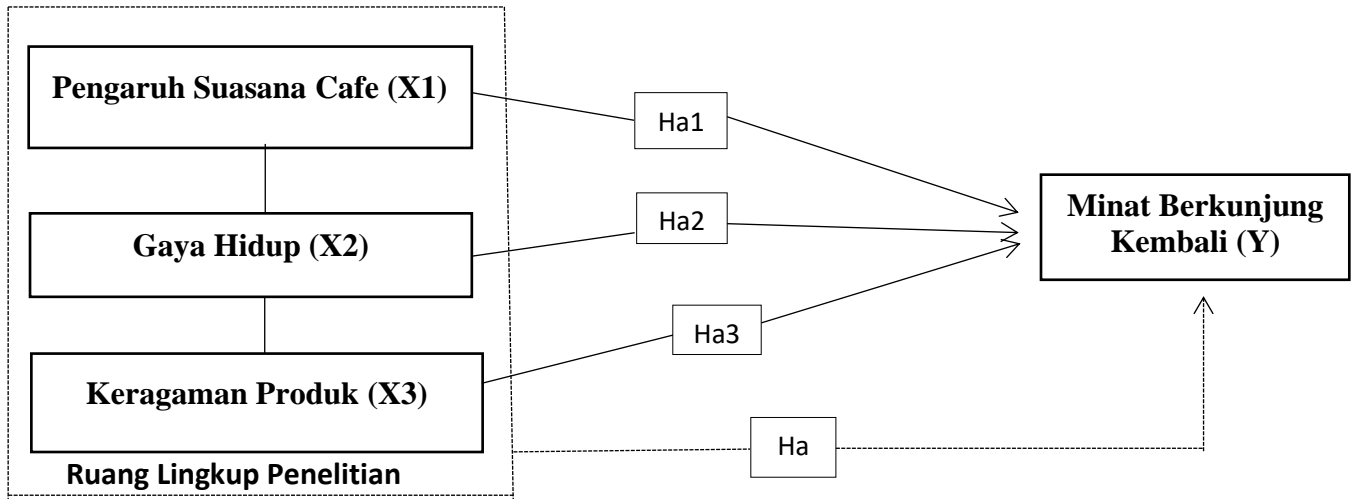 Pengaruh Suasana Cafe (X1)
Ha1
Gaya Hidup (X2)
Ha2
Minat Berkunjung
Kembali (Y)
Ha3
Keragaman Produk (X3)
Ha
Ruang Lingkup Penelitian